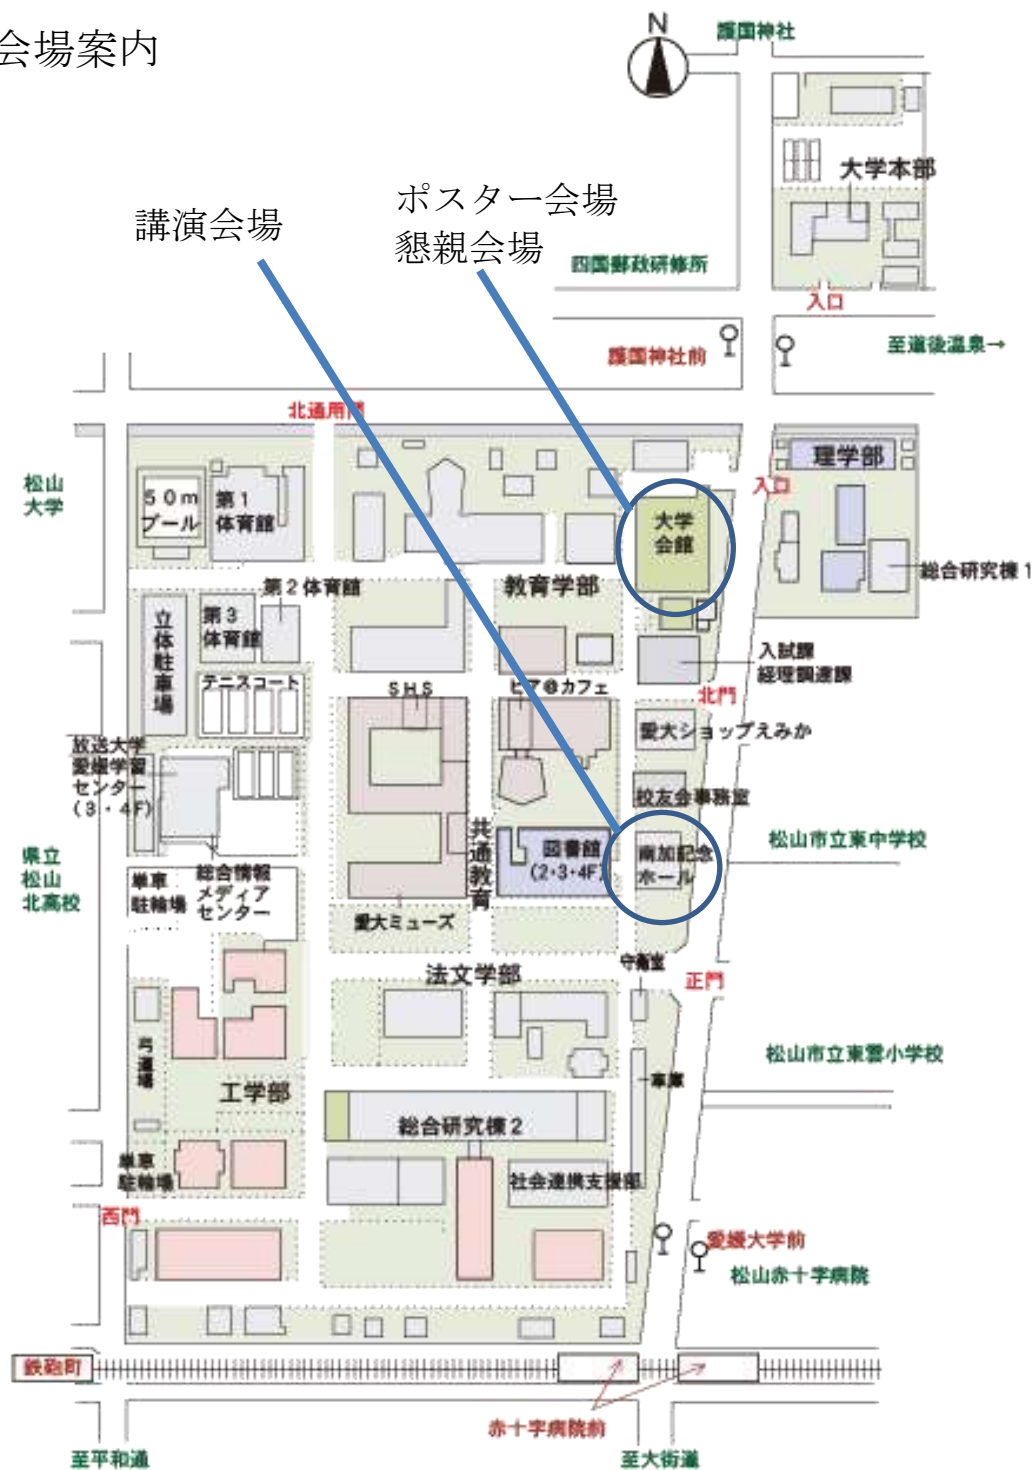 会場案内
N
護国神社
大学本部
ポスター会場
懇親会場
講演会場
四国郵政研修所
入口
護国神社前
至道後温泉→
北通用門
松山
大学
50m
プール
第1
体育館
大学
会館
入口
理学部
総合研究棟1
教育学部
第2体育館
第3
体育館
立体駐車場
入試課
経理調達課
テニスコート
SHS
ピア@カフェ
北門
愛大ショップえみか
放送大学
愛媛学習
センター
(3・4F)
校友会事務室
共通教育
図書館
(2・3・4F)
南加記念
ホール
松山市立東中学校
県立
松山
北高校
単車
駐輪場
総合情報
メディア
センター
愛大ミューズ
法文学部
守衛室
正門
弓道場
松山市立東雲小学校
車庫
工学部
総合研究棟2
単車
駐輪場
社会連携支援部
西門
愛媛大学前
松山赤十字病院
鉄砲町
赤十字病院前
至平和通
至大街道